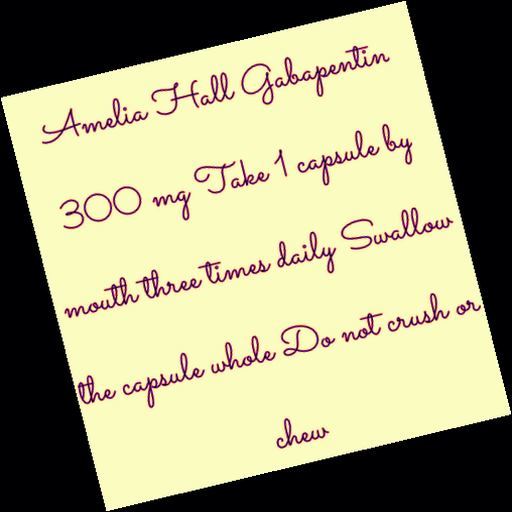 Amelia Hall Gabapentin
300 mg Take 1 capsule by
mouth three times daily Swallow
the capsule whole Do not crush or
chew